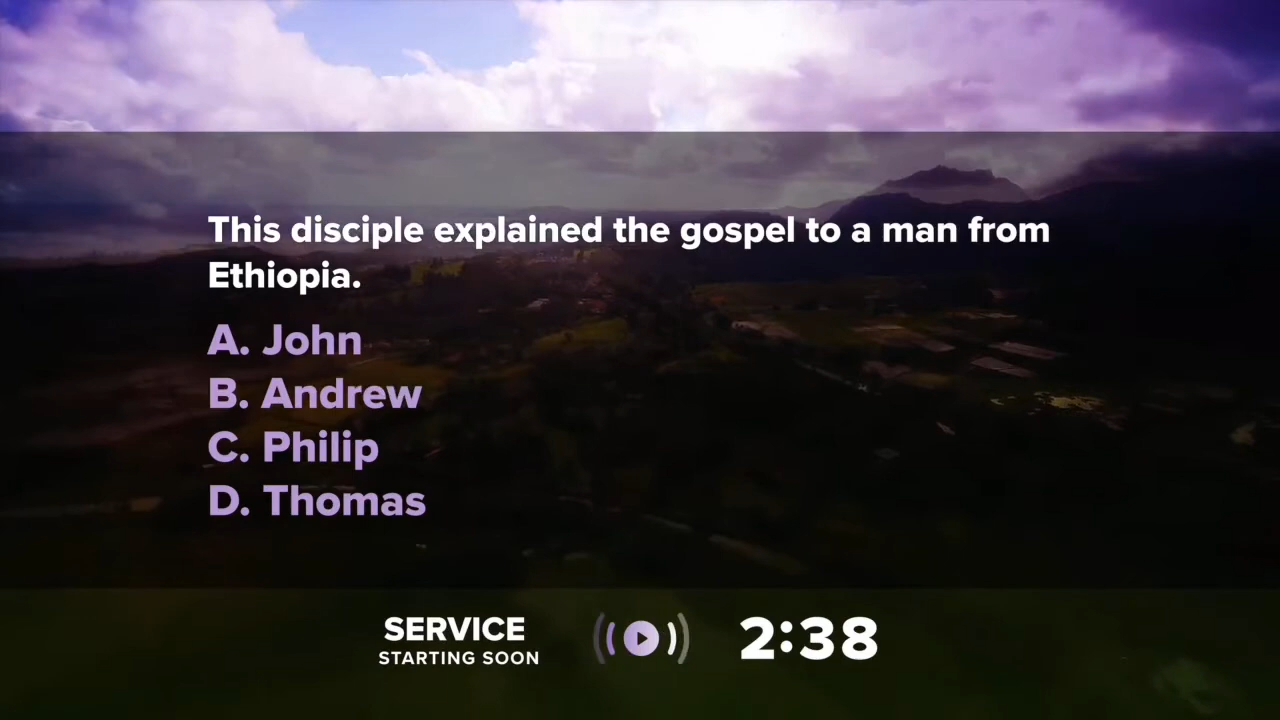 This disciple explained the gospel to a man from
Ethiopia.
A. John
B. Andrew
C. Philip
D. Thomas
SERVICE
STARTING SOON
2:38